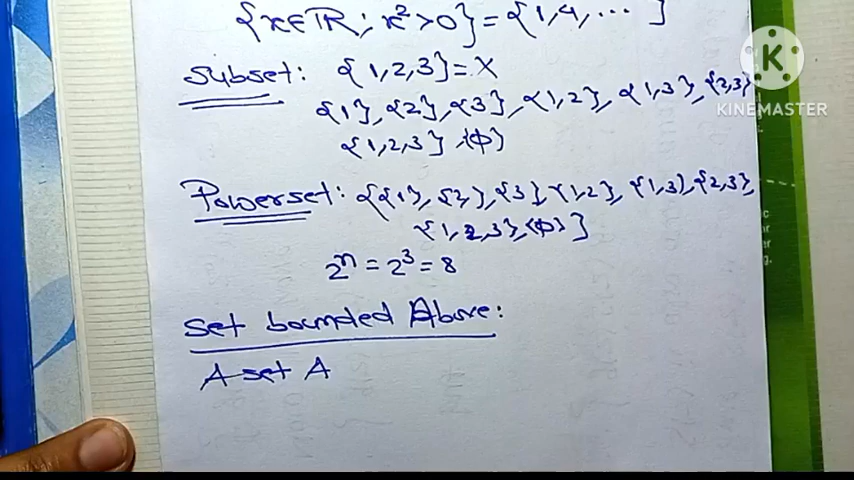 {x∈ℝ; x²>0}={1,4,...}
Subset: {1,2,3}=X
{1},{2},{3},{1,2},{1,3},{2,3}
{1,2,3},{Φ}
Powerset: {{1},{2},{3},{1,2},{1,3},{2,3},
{1,2,3},{Φ}}
2ⁿ=2³=8
Set bounded Above:
A set A
K
KINEMASTER